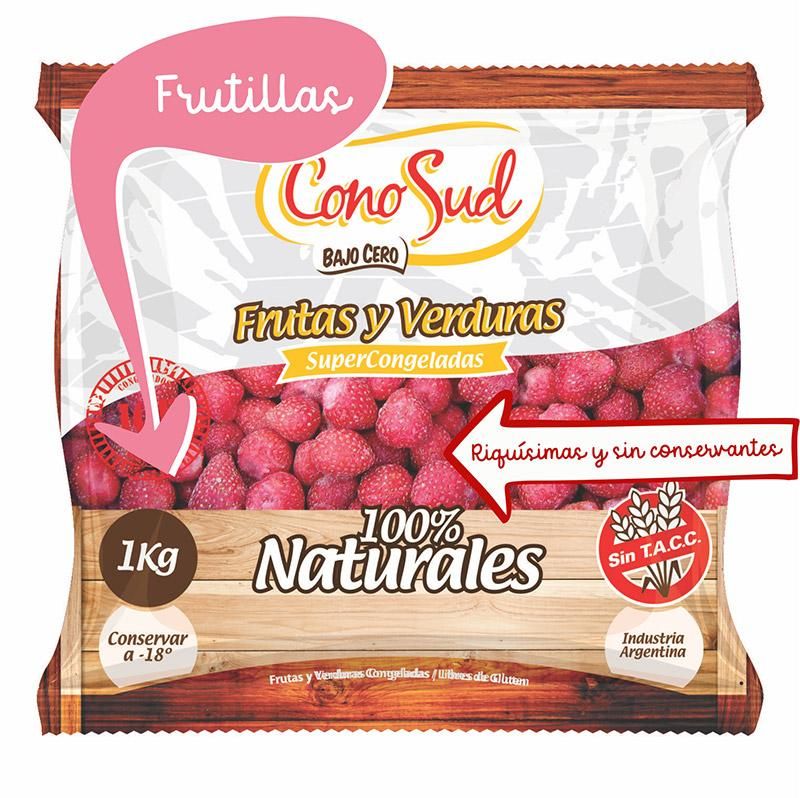 Frutillas
Cono Sud
BAJO CERO
Frutas y Verduras
SuperCongeladas
CONGELADO
Riquísimas y sin conservantes
100%
Naturales
1Kg
Sin T.A.C.C.
Conservar
a -18°
Industria
Argentina
Frutas y Verduras Congeladas / Libres de Gluten